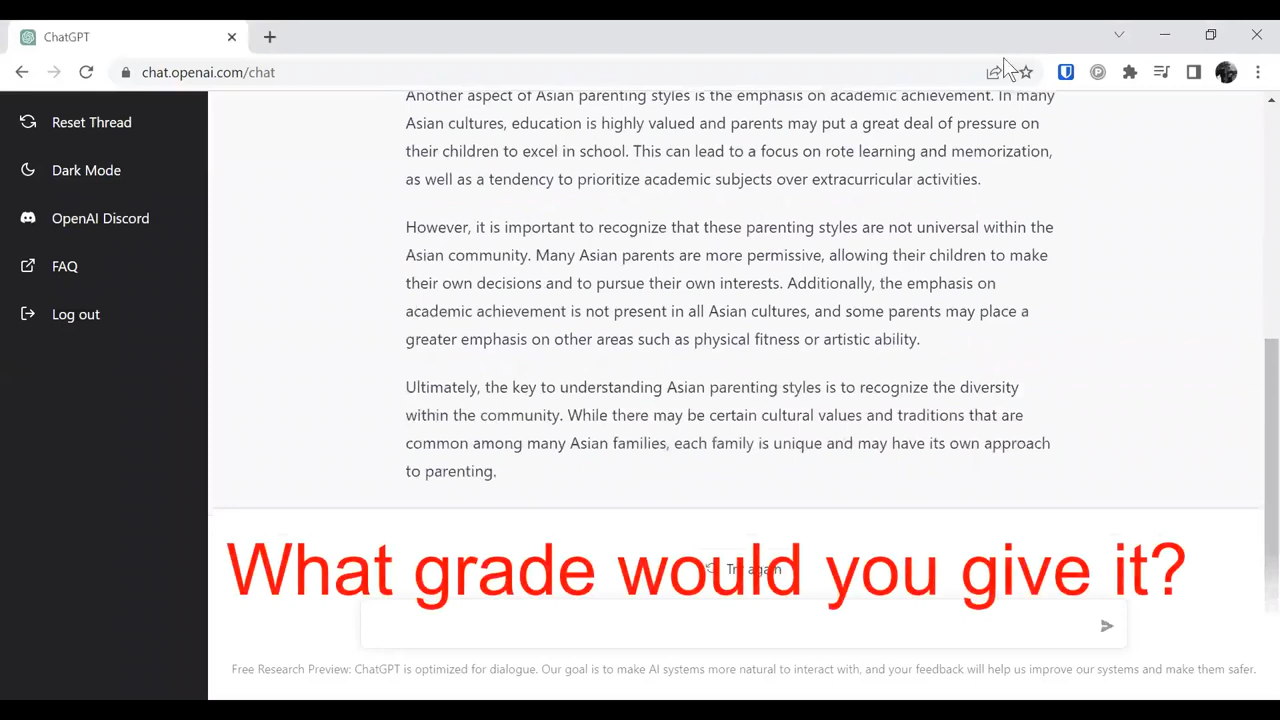 ChatGPT
chat.openai.com/chat
Reset Thread
Dark Mode
OpenAI Discord
FAQ
Log out
Another aspect of Asian parenting styles is the emphasis on academic achievement. In many
Asian cultures, education is highly valued and parents may put a great deal of pressure on
their children to excel in school. This can lead to a focus on rote learning and memorization,
as well as a tendency to prioritize academic subjects over extracurricular activities.
However, it is important to recognize that these parenting styles are not universal within the
Asian community. Many Asian parents are more permissive, allowing their children to make
their own decisions and to pursue their own interests. Additionally, the emphasis on
academic achievement is not present in all Asian cultures, and some parents may place a
greater emphasis on other areas such as physical fitness or artistic ability.
Ultimately, the key to understanding Asian parenting styles is to recognize the diversity
within the community. While there may be certain cultural values and traditions that are
common among many Asian families, each family is unique and may have its own approach
to parenting.
What grade would you give it?
Try again
Free Research Preview: ChatGPT is optimized for dialogue. Our goal is to make AI systems more natural to interact with, and your feedback will help us improve our systems and make them safer.